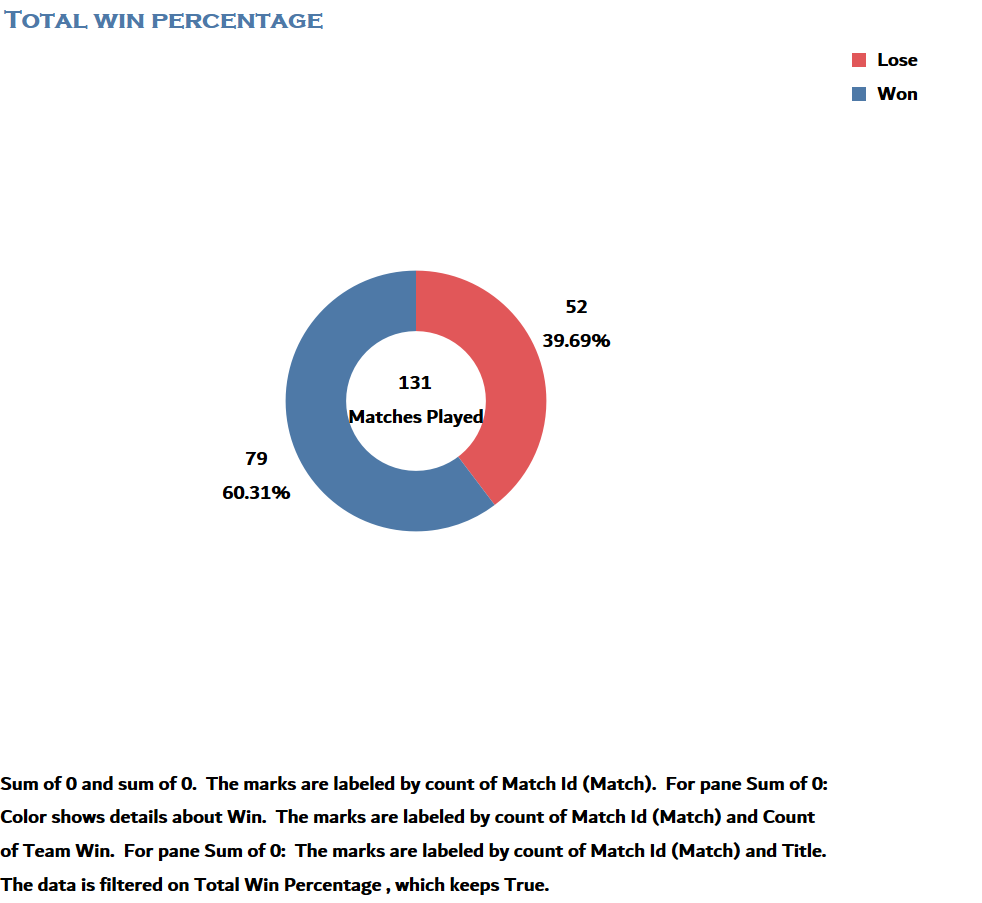 Total win percentage
Lose
Won
52
39.69%
131
Matches Played
79
60.31%
Sum of 0 and sum of 0.  The marks are labeled by count of Match Id (Match).  For pane Sum of 0:
Color shows details about Win.  The marks are labeled by count of Match Id (Match) and Count
of Team Win.  For pane Sum of 0:  The marks are labeled by count of Match Id (Match) and Title.
The data is filtered on Total Win Percentage , which keeps True.